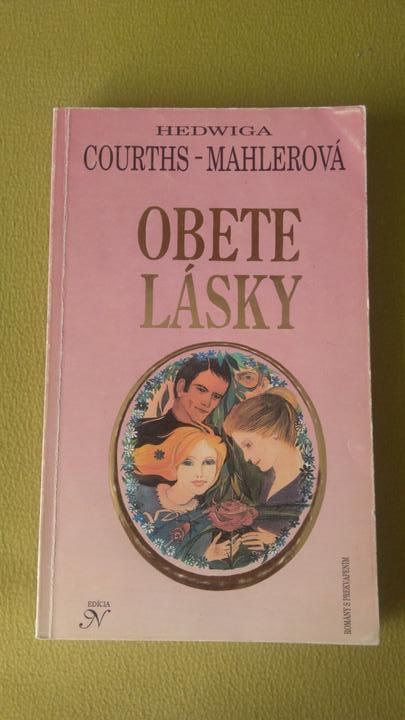 HEDWIGA
COURTHS-MAHLEROVÁ
OBETE
LÁSKY
EDÍCIA
N
ROMÁNY S PREKVAPENÍM